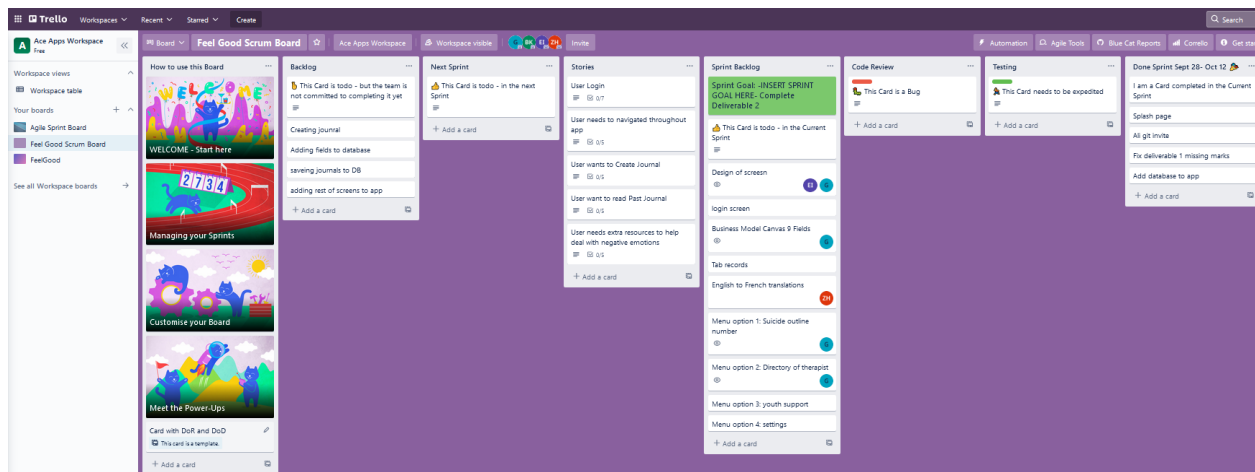 Trello
Workspaces
Recent
Starred
Create
Search
Ace Apps Workspace
Free
Workspace views
Workspace table
Your boards
Agile Sprint Board
Feel Good Scrum Board
FeelGood
See all Workspace boards
Board
Feel Good Scrum Board
Ace Apps Workspace
Workspace visible
G
EI
ZH
Invite
Automation
Agile Tools
Blue Cat Reports
Corrello
Get sta
How to use this Board
WELCOME
WELCOME - Start here
2734
Managing your Sprints
Customise your Board
Meet the Power-Ups
Card with DoR and DoD
This card is a template.
+ Add a card
Backlog
This Card is todo - but the team is
not committed to completing it yet
Creating jounral
Adding fields to database
saveing journals to DB
adding rest of screens to app
+ Add a card
Next Sprint
This Card is todo - in the next
Sprint
+ Add a card
Stories
User Login
0/7
User needs to navigated throughout
app
0/5
User wants to Create Journal
0/5
User want to read Past Journal
0/5
User needs extra resources to help
deal with negative emotions
0/5
+ Add a card
Sprint Backlog
Sprint Goal: -INSERT SPRINT
GOAL HERE- Complete
Deliverable 2
This Card is todo - in the Current
Sprint
Design of screesn
EI G
login screen
Business Model Canvas 9 Fields
G
Tab records
English to French translations
ZH
Menu option 1: Suicide outline
number
G
Menu option 2: Directory of therapist
G
Menu option 3: youth support
Menu option 4: settings
+ Add a card
Code Review
This Card is a Bug
+ Add a card
Testing
This Card needs to be expedited
+ Add a card
Done Sprint Sept 28- Oct 12
I am a Card completed in the Current
Sprint
Splash page
Ali git invite
Fix deliverable 1 missing marks
Add database to app
+ Add a card